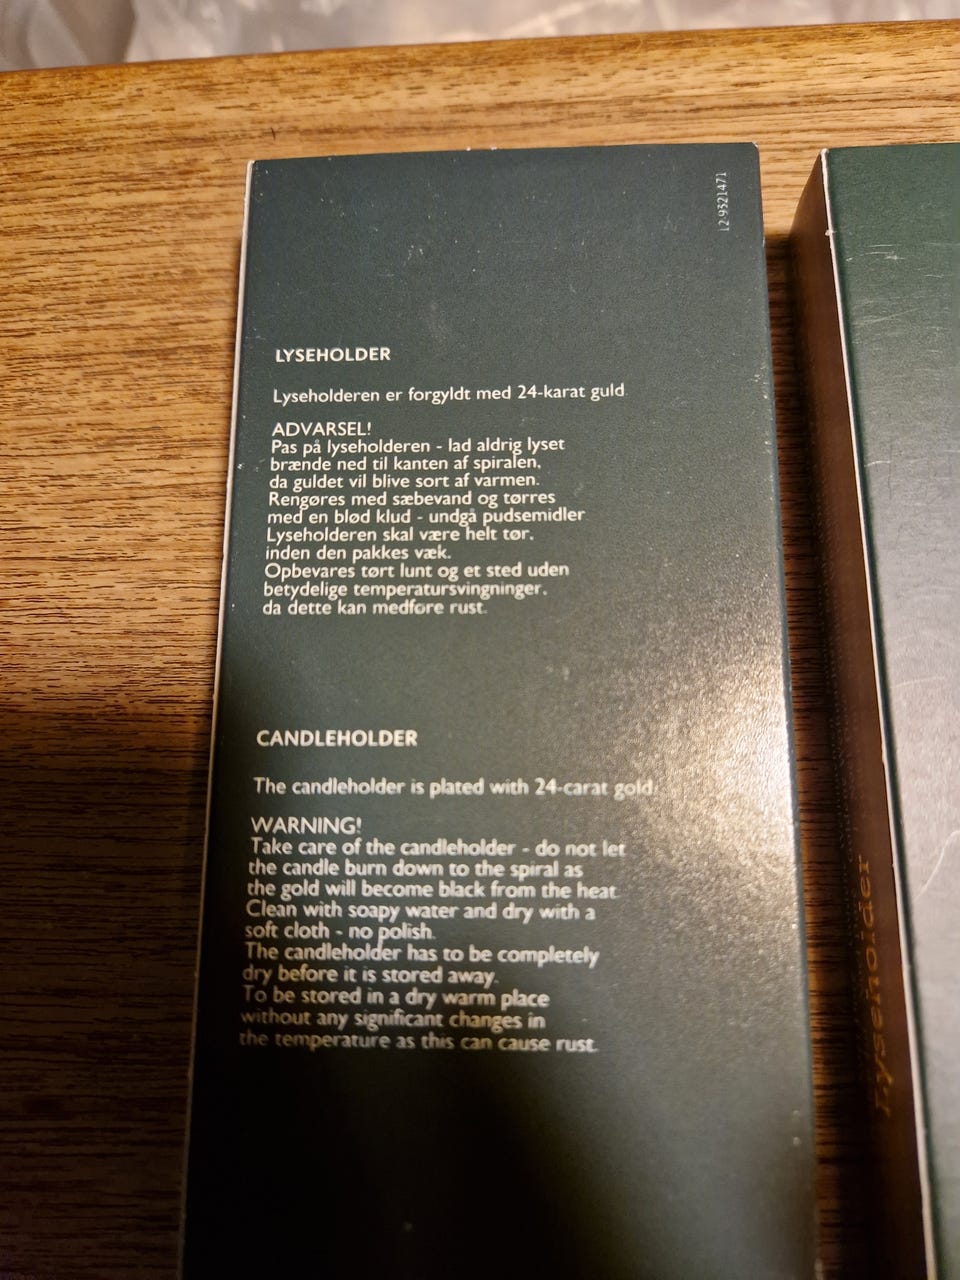 12-9521471
LYSEHOLDER
Lyseholderen er forgyldt med 24-karat guld.
ADVARSEL!
Pas på lyseholderen - lad aldrig lyset
brænde ned til kanten af spiralen,
da guldet vil blive sort af varmen.
Rengøres med sæbevand og tørres
med en blød klud - undgå pudsemidler
Lyseholderen skal være helt tør,
inden den pakkes væk.
Opbevares tørt lunt og et sted uden
betydelige temperatursvingninger,
da dette kan medføre rust.
CANDLEHOLDER
The candleholder is plated with 24-carat gold.
WARNING!
Take care of the candleholder - do not let
the candle burn down to the spiral as
the gold will become black from the heat.
Clean with soapy water and dry with a
soft cloth - no polish.
The candleholder has to be completely
dry before it is stored away.
To be stored in a dry warm place
without any significant changes in
the temperature as this can cause rust.
Lyseholder